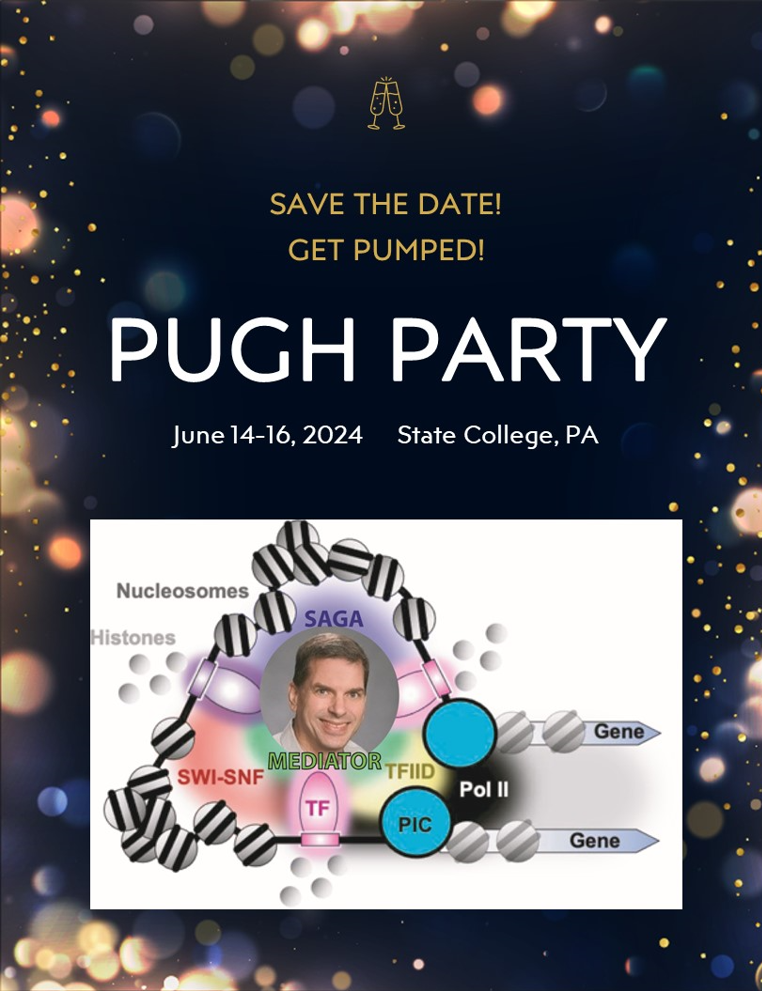 SAVE THE DATE!
GET PUMPED!
PUGH PARTY
June 14-16, 2024 State College, PA
Nucleosomes
SAGA
Histones
Gene
MEDIATOR
TFIID
SWI-SNF
Pol II
TF
PIC
Gene